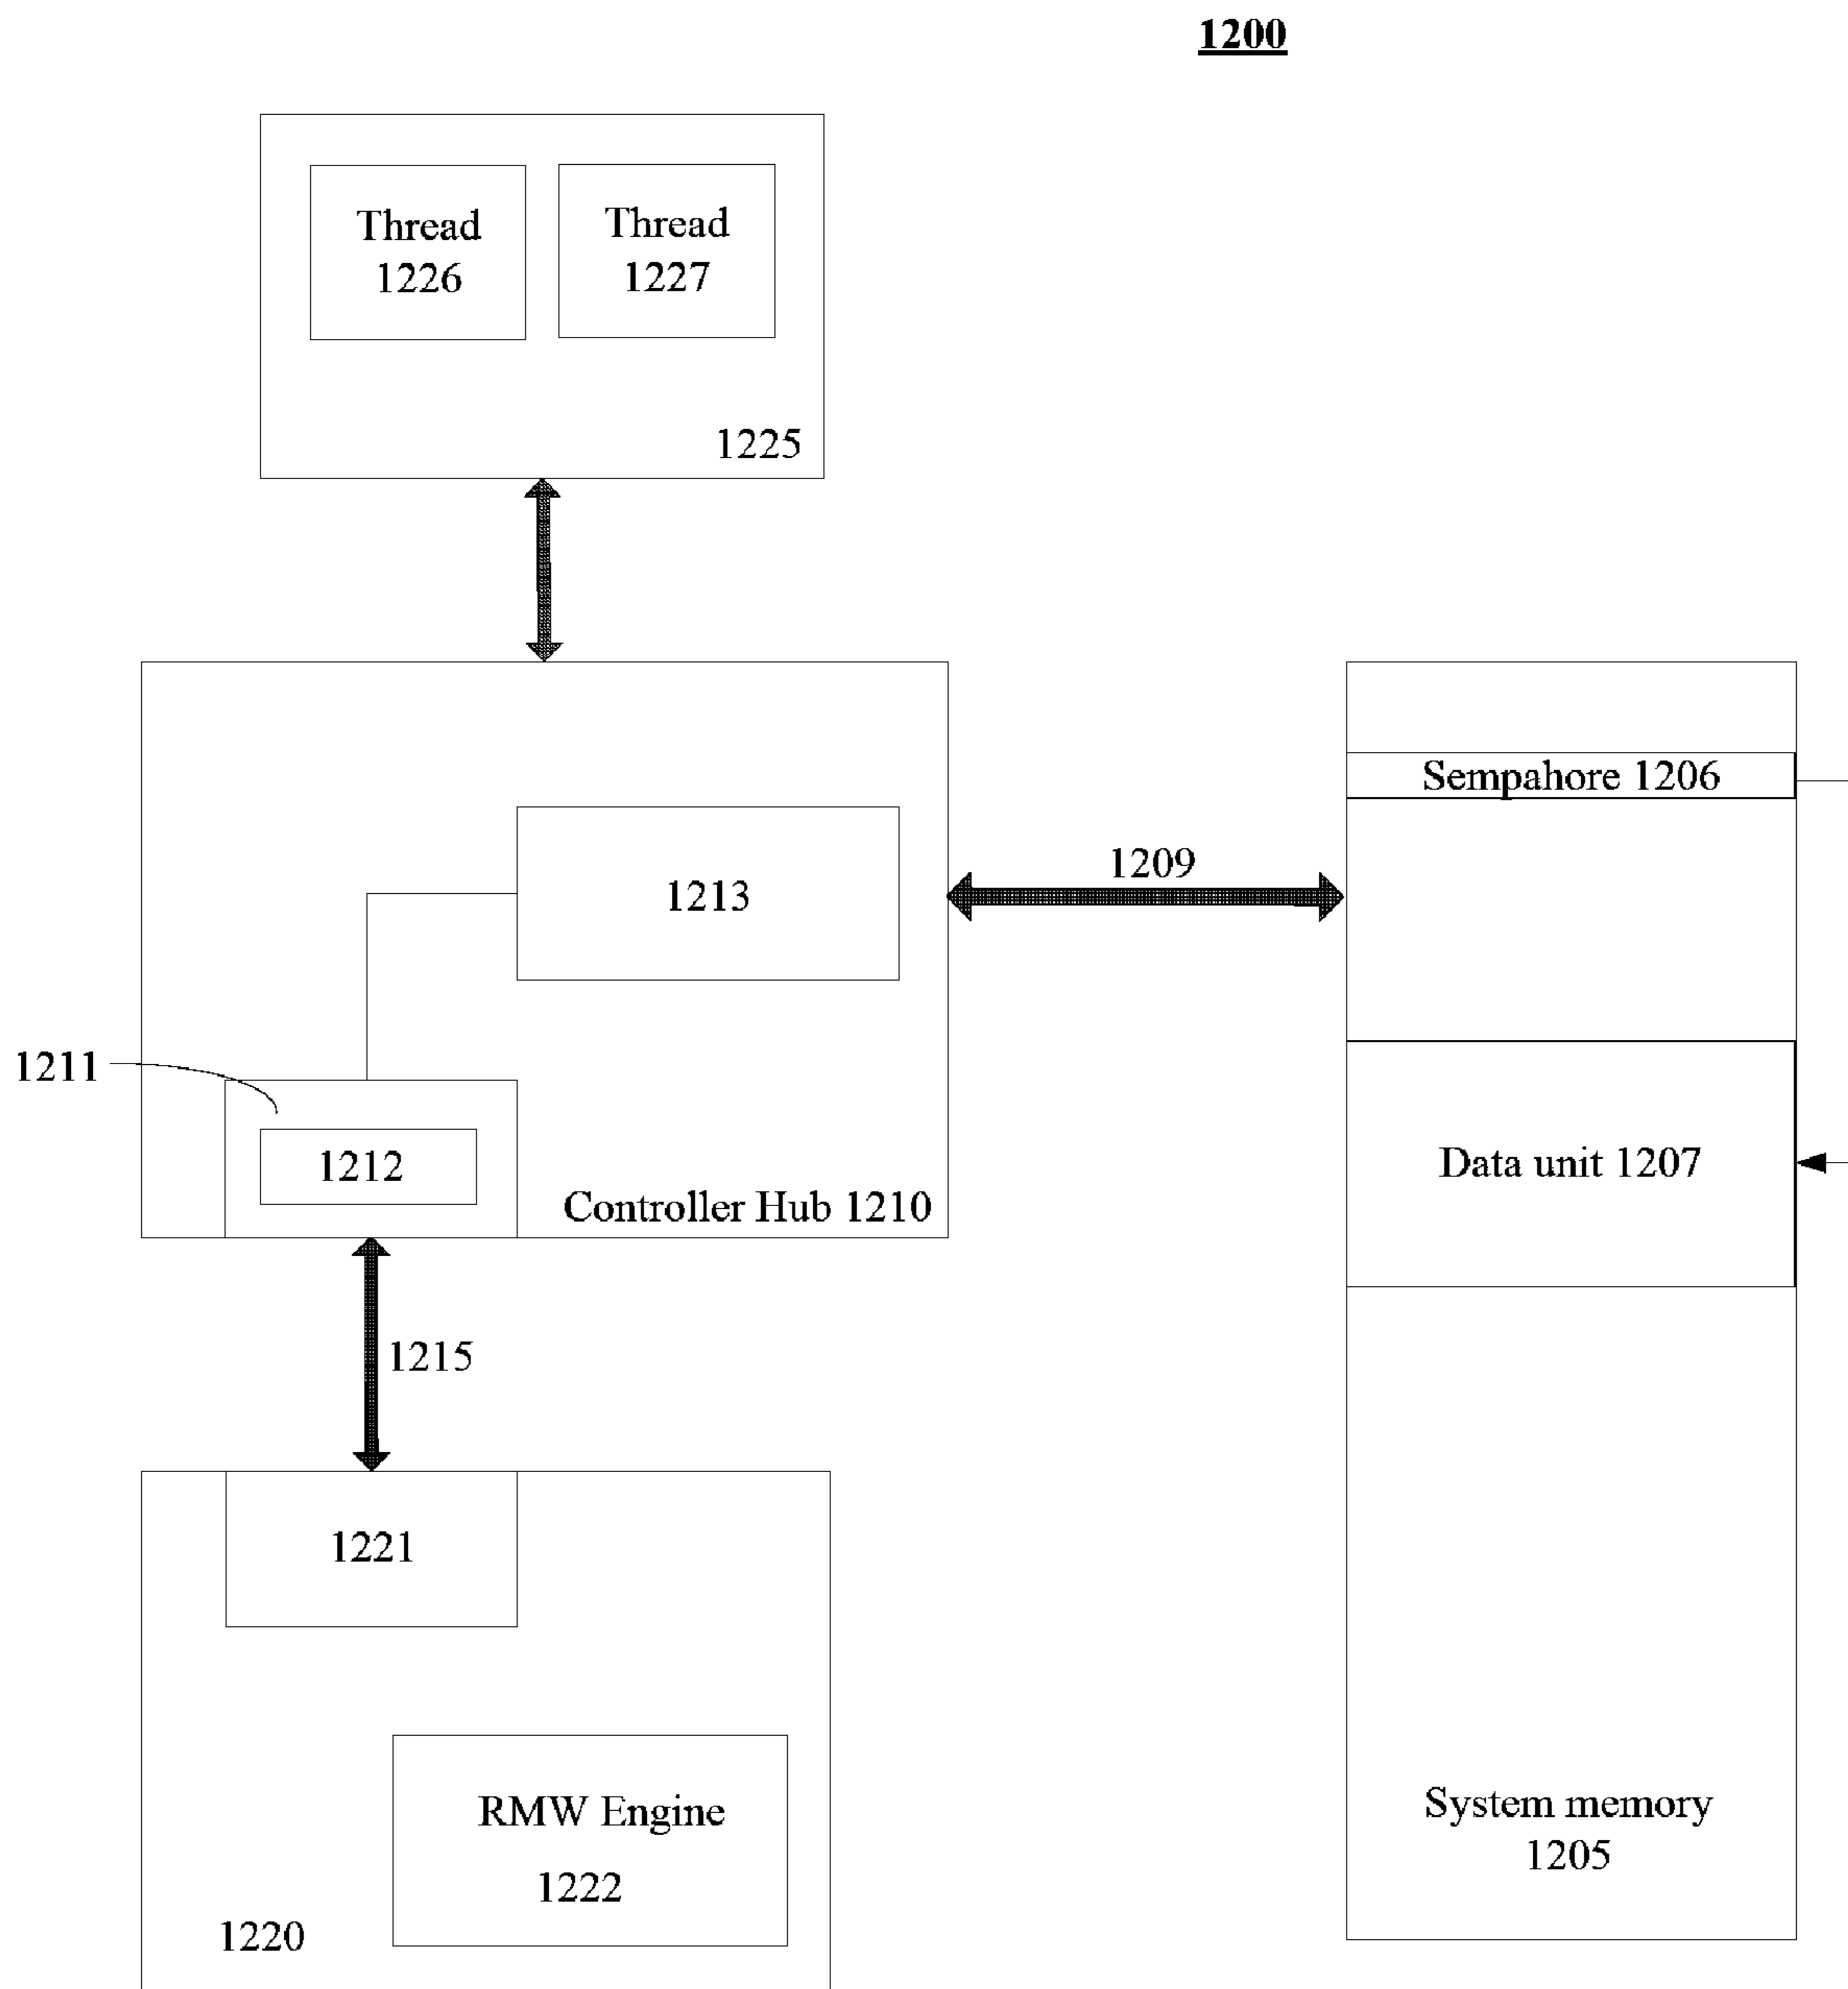 1200
Thread
1226
Thread
1227
1225
Sempahore 1206
1209
1213
1211
1212
Data unit 1207
Controller Hub 1210
1215
1221
RMW Engine
1222
System memory
1205
1220